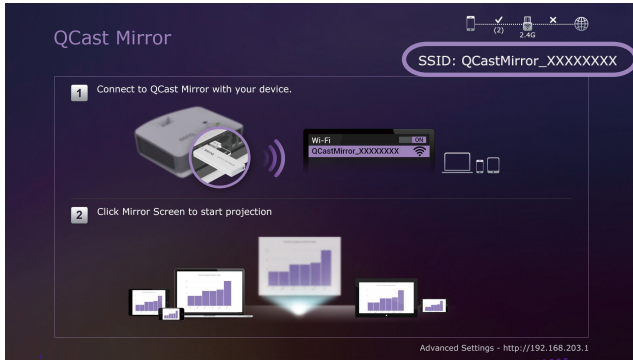 QCast Mirror
(2)
2.4G
SSID: QCastMirror_XXXXXXXX
1 Connect to QCast Mirror with your device.
Wi-Fi ON
QCastMirror_XXXXXXXX
2 Click Mirror Screen to start projection
Advanced Settings - http://192.168.203.1